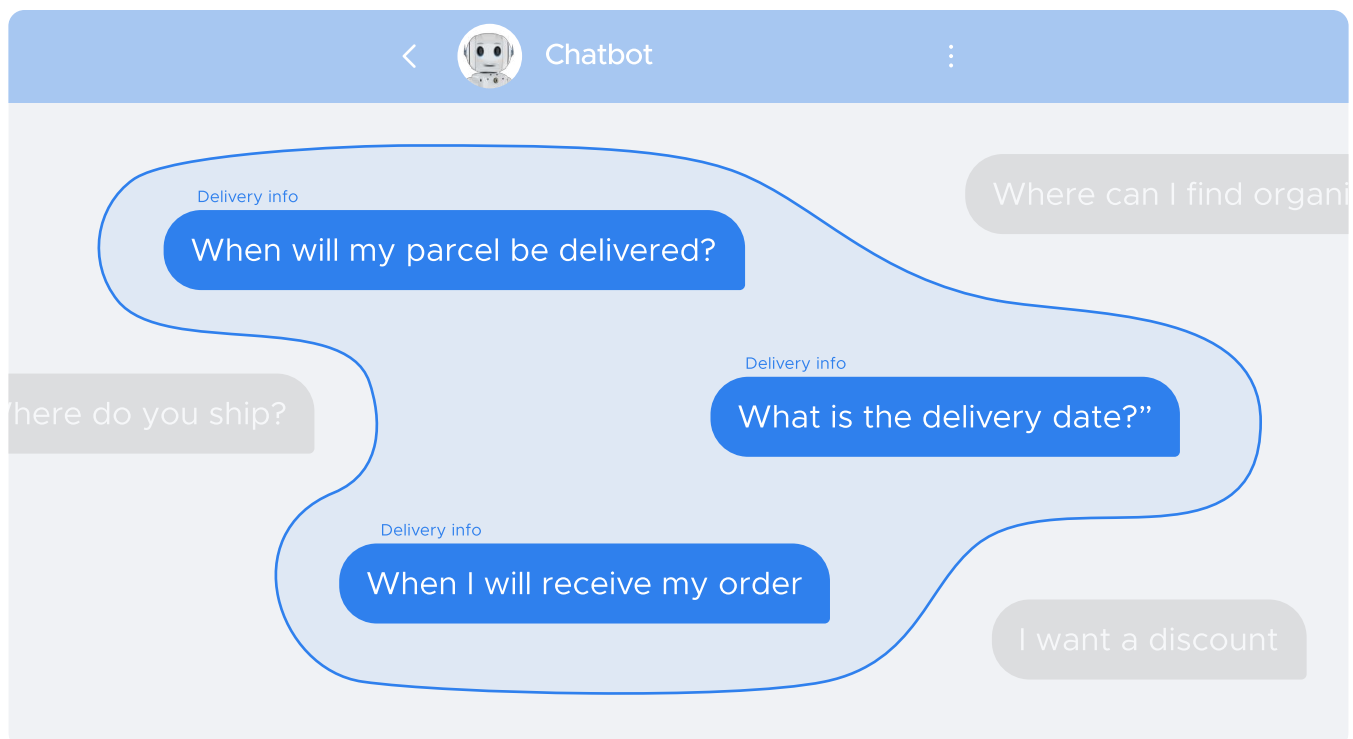 Chatbot
Delivery info
When will my parcel be delivered?
Where can I find organi
Delivery info
What is the delivery date?”
here do you ship?
Delivery info
When I will receive my order
I want a discount